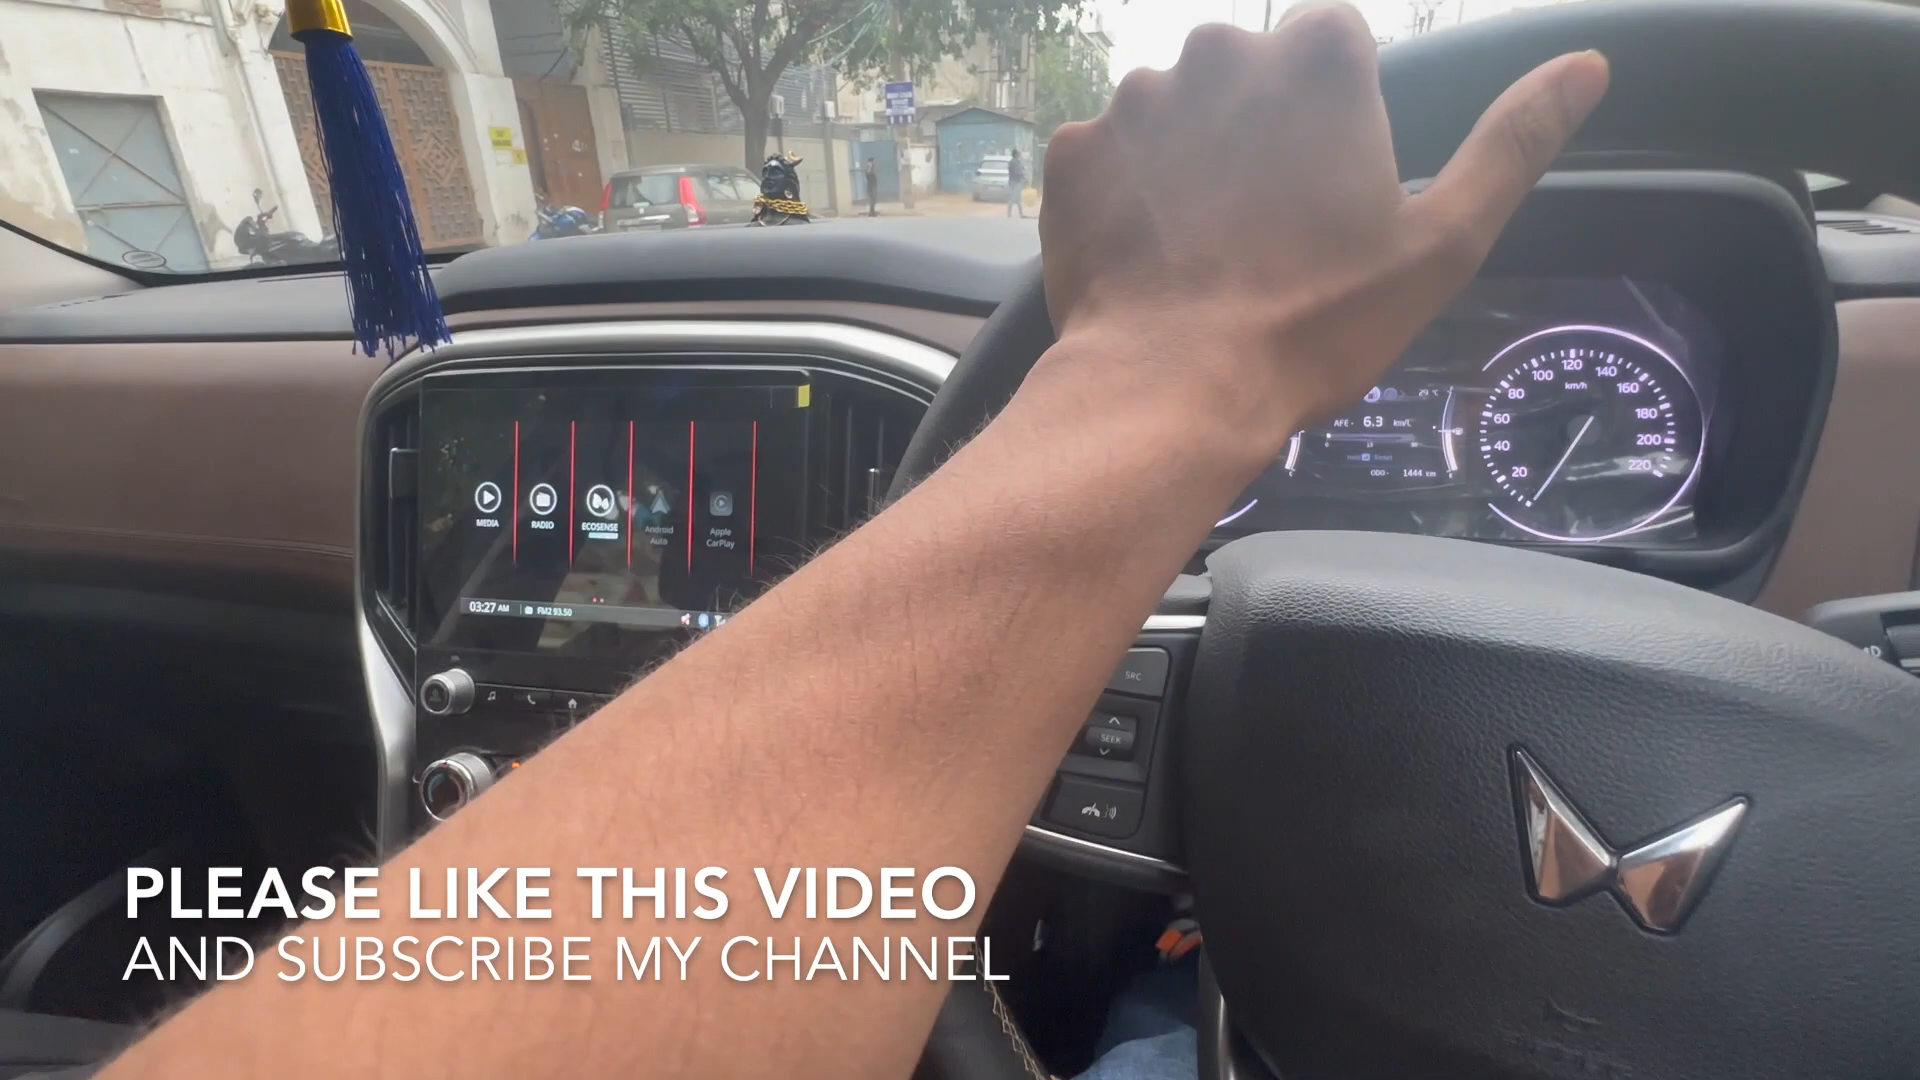 MEDIA
RADIO
ECOSENSE
Android
Auto
Apple
CarPlay
03:27 AM
FM2 93.50
29 °C
AFE - 6.3 km/L
ODO - 1444 km
20
40
60
80
100
120
140
160
180
200
220
km/h
SRC
SEEK
PLEASE LIKE THIS VIDEO
AND SUBSCRIBE MY CHANNEL